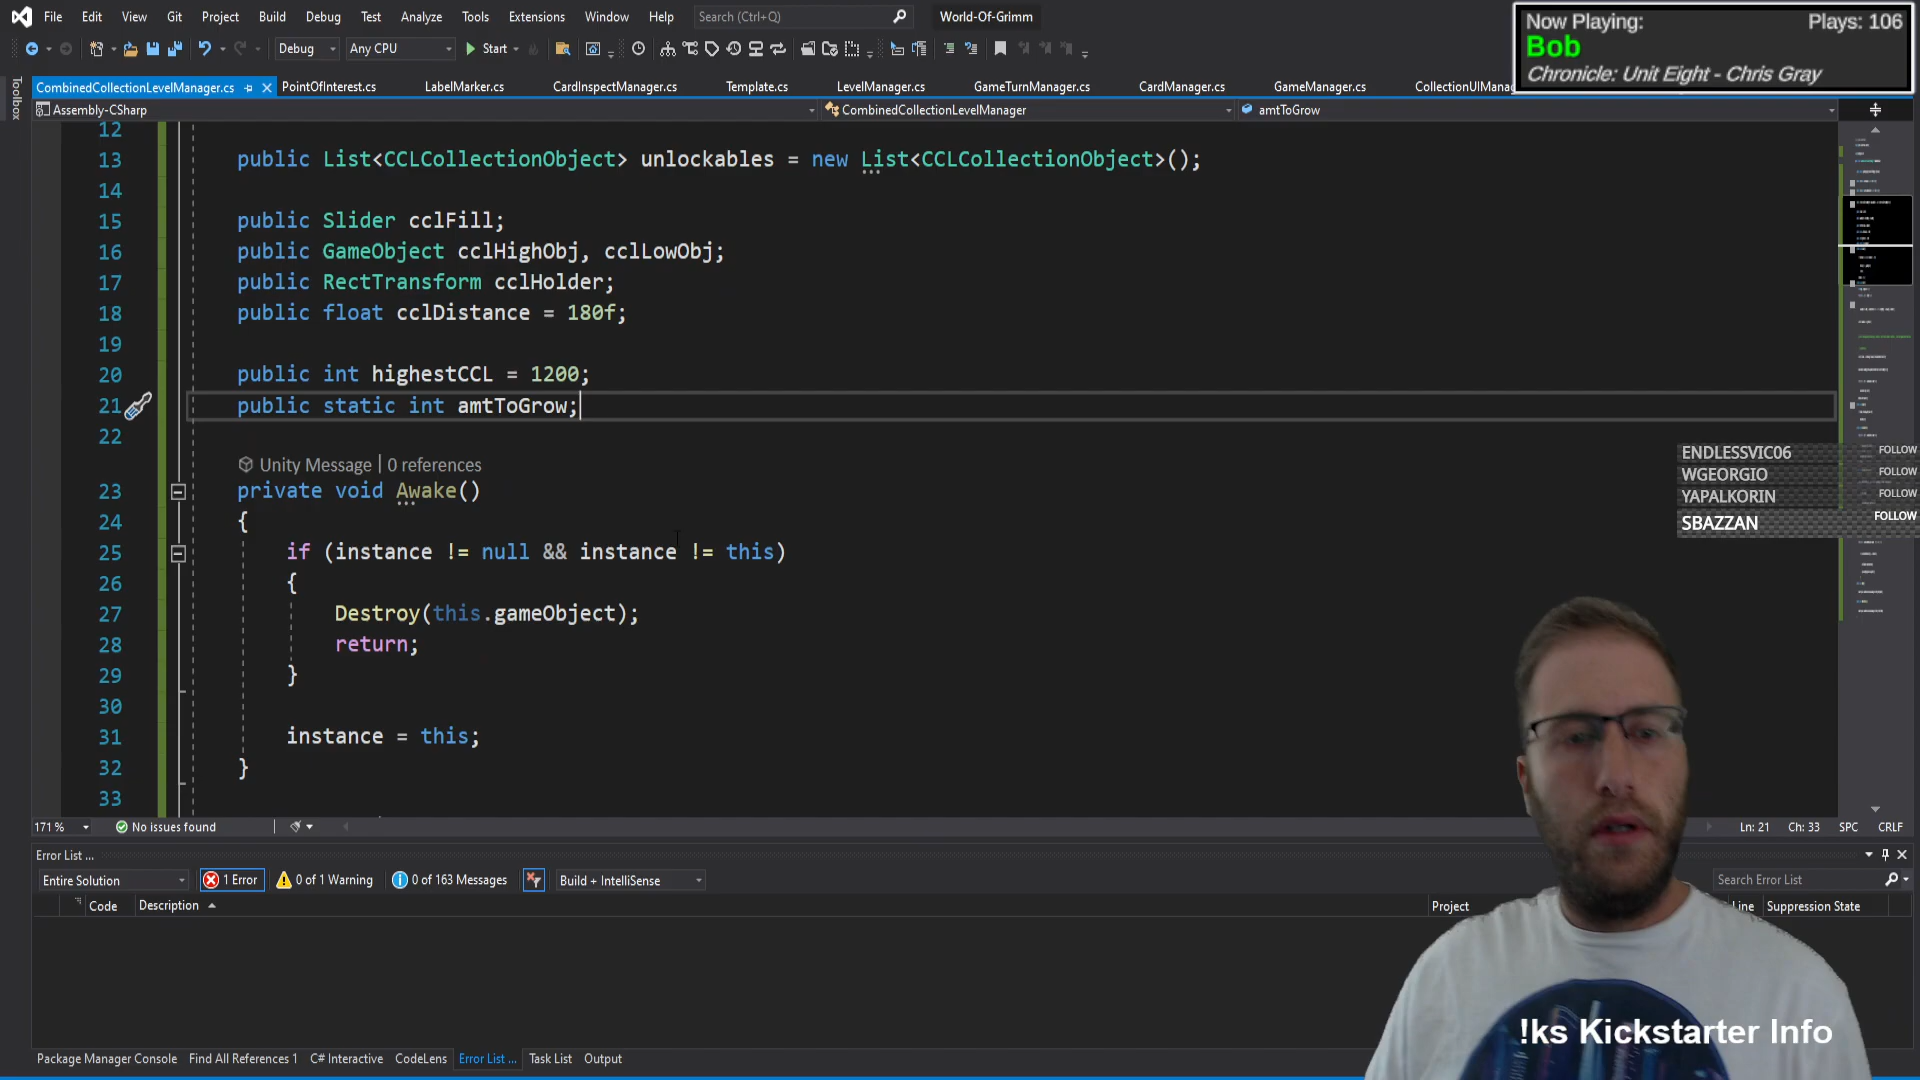 File Edit View Git Project Build Debug Test Analyze Tools Extensions Window Help Search (Ctrl+Q) World-Of-Grimm
Now Playing: Plays: 106
Bob
Chronicle: Unit Eight - Chris Gray
Debug Any CPU Start
CombinedCollectionLevelManager.cs PointOfInterest.cs LabelMarker.cs CardInspectManager.cs Template.cs LevelManager.cs GameTurnManager.cs CardManager.cs GameManager.cs
Toolbox
Assembly-CSharp CombinedCollectionLevelManager amtToGrow
12
13 public List<CCLCollectionObject> unlockables = new List<CCLCollectionObject>();
14
15 public Slider cclFill;
16 public GameObject cclHighObj, cclLowObj;
17 public RectTransform cclHolder;
18 public float cclDistance = 180f;
19
20 public int highestCCL = 1200;
21 public static int amtToGrow;
22
Unity Message | 0 references
23 private void Awake()
24 {
25 if (instance != null && instance != this)
26 {
27 Destroy(this.gameObject);
28 return;
29 }
30
31 instance = this;
32 }
33
ENDLESSVIC06 FOLLOW
WGEORGIO FOLLOW
YAPALKORIN FOLLOW
SBAZZAN FOLLOW
171 % No issues found Ln: 21 Ch: 33 SPC CRLF
Error List ...
Entire Solution 1 Error 0 of 1 Warning 0 of 163 Messages Build + IntelliSense Search Error List
Code Description Project Line Suppression State
!ks Kickstarter Info
Package Manager Console Find All References 1 C# Interactive CodeLens Error List ... Task List Output